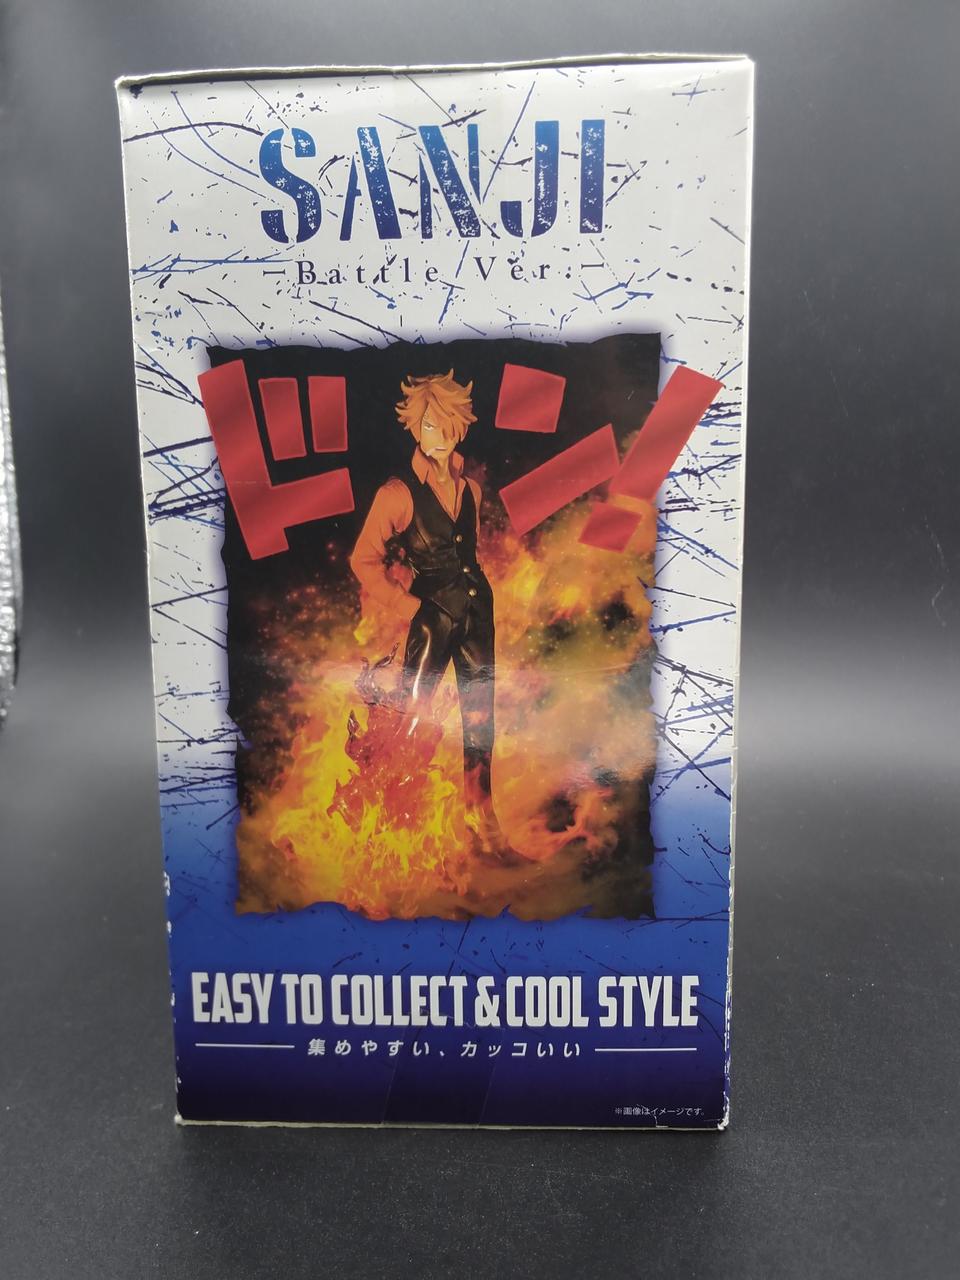 SANJI
-Battle Ver.-
ドン!
EASY TO COLLECT & COOL STYLE
集めやすい、カッコいい
※画像はイメージです。